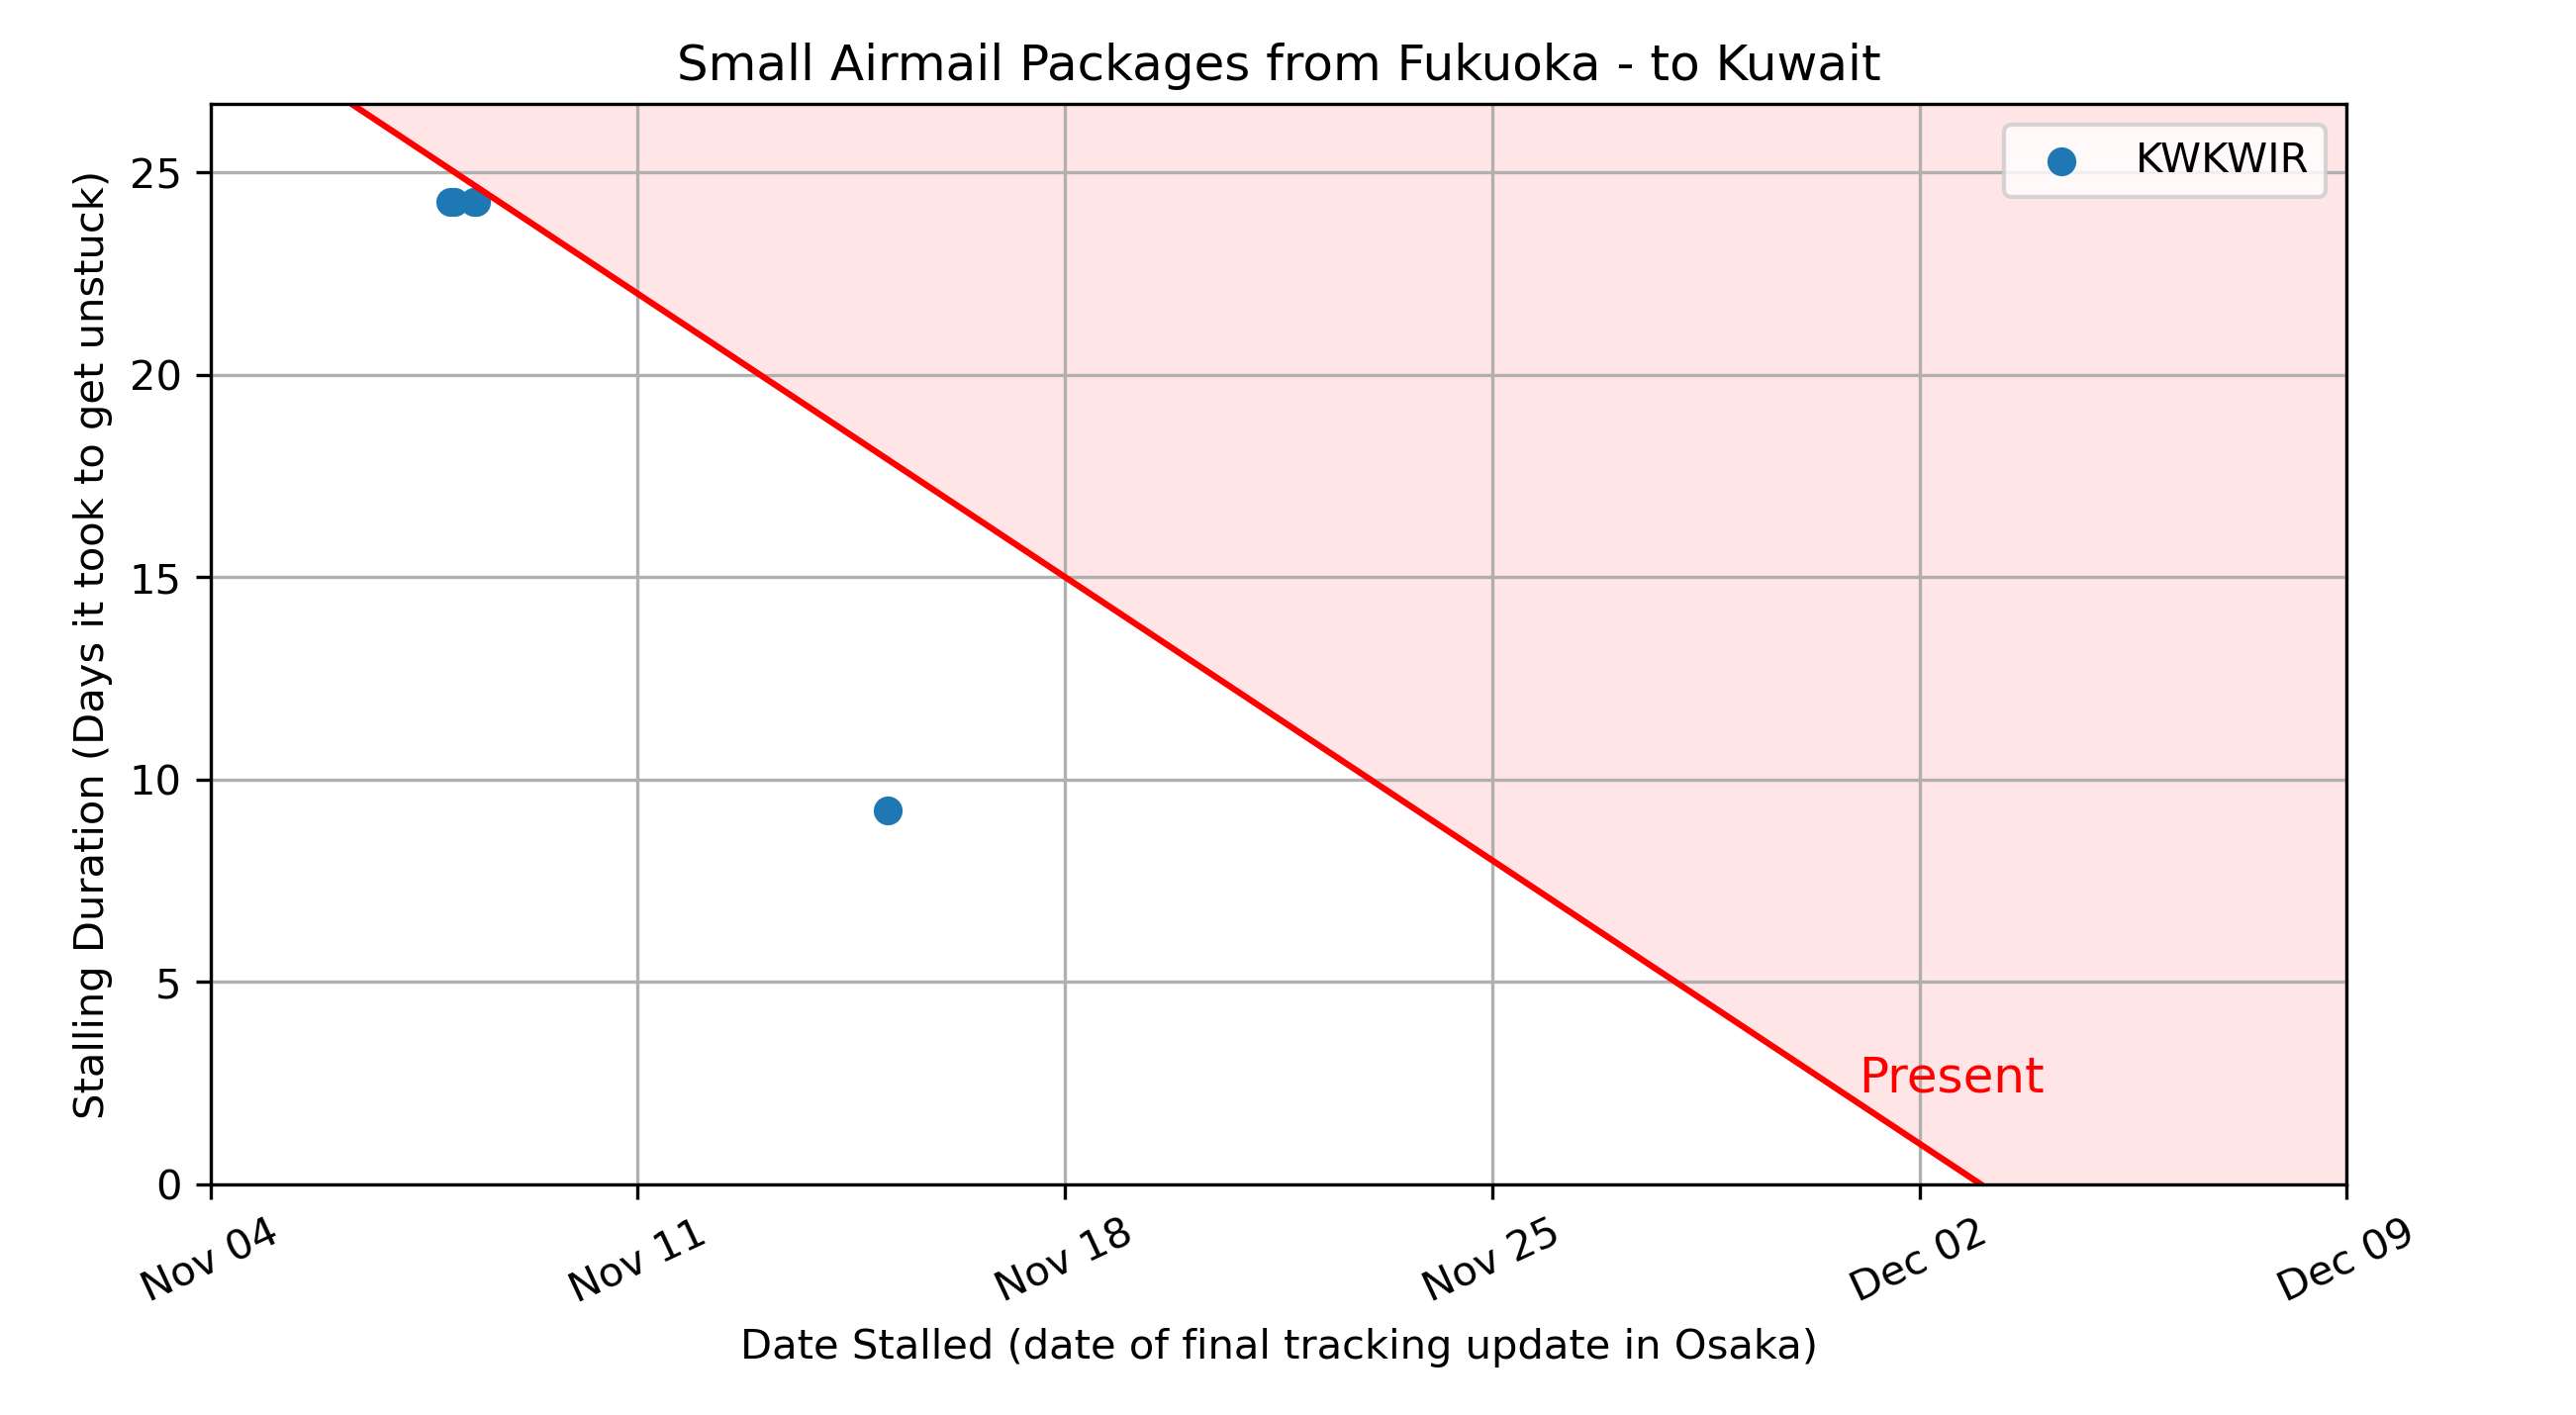 Small Airmail Packages from Fukuoka - to Kuwait
KWKWIR
Stalling Duration (Days it took to get unstuck)
25
20
15
10
5
0
Present
Nov 04
Nov 11
Nov 18
Nov 25
Dec 02
Dec 09
Date Stalled (date of final tracking update in Osaka)